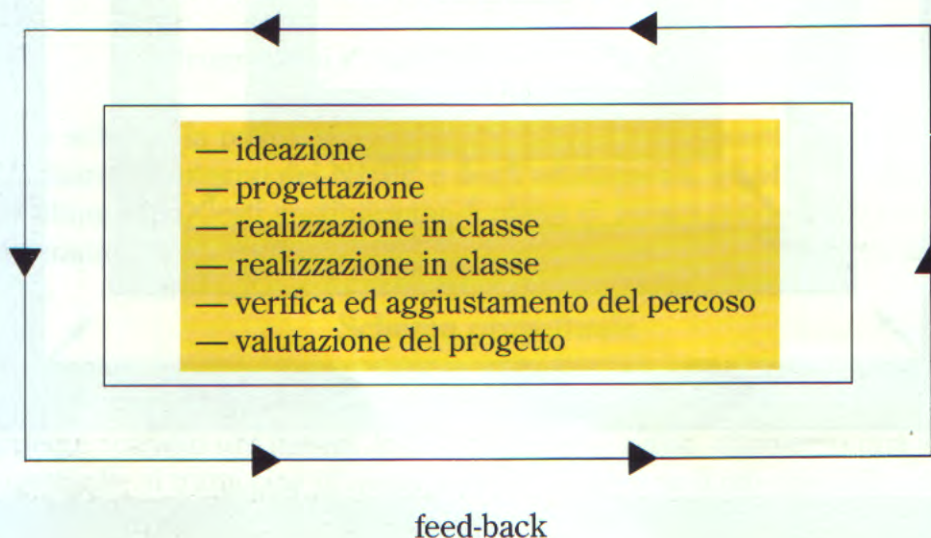 — ideazione
— progettazione
— realizzazione in classe
— realizzazione in classe
— verifica ed aggiustamento del percoso
— valutazione del progetto
feed-back